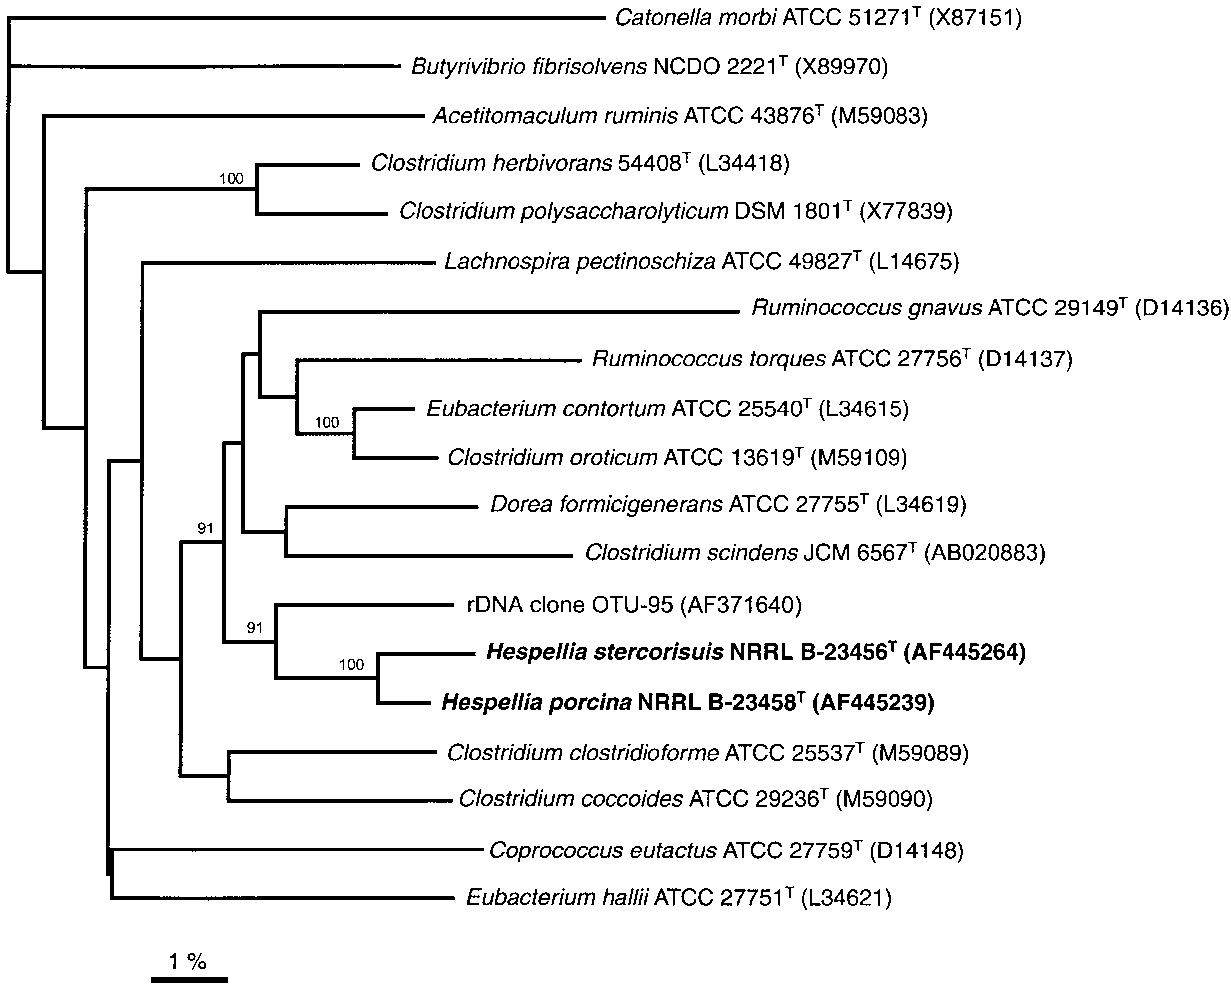 Catonella morbi ATCC 51271ᵀ (X87151)
Butyrivibrio fibrisolvens NCDO 2221ᵀ (X89970)
Acetitomaculum ruminis ATCC 43876ᵀ (M59083)
Clostridium herbivorans 54408ᵀ (L34418)
100
Clostridium polysaccharolyticum DSM 1801ᵀ (X77839)
Lachnospira pectinoschiza ATCC 49827ᵀ (L14675)
Ruminococcus gnavus ATCC 29149ᵀ (D14136)
Ruminococcus torques ATCC 27756ᵀ (D14137)
Eubacterium contortum ATCC 25540ᵀ (L34615)
100
Clostridium oroticum ATCC 13619ᵀ (M59109)
Dorea formicigenerans ATCC 27755ᵀ (L34619)
91
Clostridium scindens JCM 6567ᵀ (AB020883)
rDNA clone OTU-95 (AF371640)
91
Hespellia stercorisuis NRRL B-23456ᵀ (AF445264)
100
Hespellia porcina NRRL B-23458ᵀ (AF445239)
Clostridium clostridioforme ATCC 25537ᵀ (M59089)
Clostridium coccoides ATCC 29236ᵀ (M59090)
Coprococcus eutactus ATCC 27759ᵀ (D14148)
Eubacterium hallii ATCC 27751ᵀ (L34621)
1 %